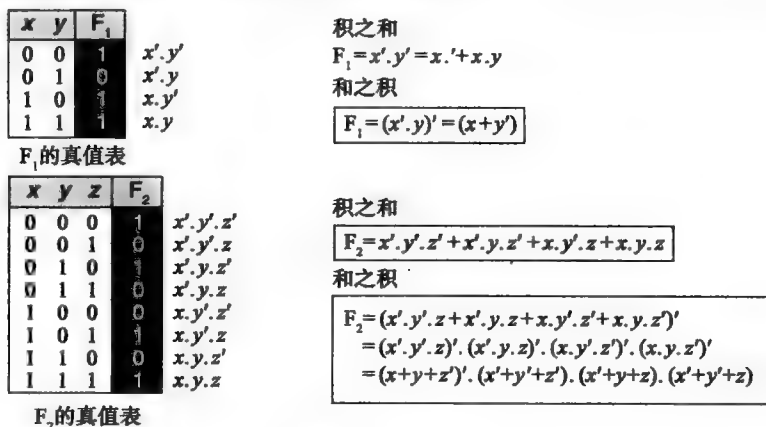 x y F₁
0 0 1 x'.y'
0 1 0 x'.y
1 0 1 x.y'
1 1 1 x.y
F₁的真值表
积之和
F₁=x'.y'=x.'+x.y
和之积
F₁=(x'.y)'=(x+y')
x y z F₂
0 0 0 1 x'.y'.z'
0 0 1 0 x'.y'.z
0 1 0 1 x'.y.z'
0 1 1 0 x'.y.z
1 0 0 0 x.y'.z'
1 0 1 1 x.y'.z
1 1 0 0 x.y.z'
1 1 1 1 x.y.z
F₂的真值表
积之和
F₂=x'.y'.z'+x'.y.z'+x.y'.z+x.y.z
和之积
F₂=(x'.y'.z+x'.y.z+x.y'.z'+x.y.z')'
=(x'.y'.z)'.(x'.y.z)'.(x.y'.z')'.(x.y.z')'
=(x+y+z')'.(x'+y'+z').(x'+y+z).(x'+y'+z)